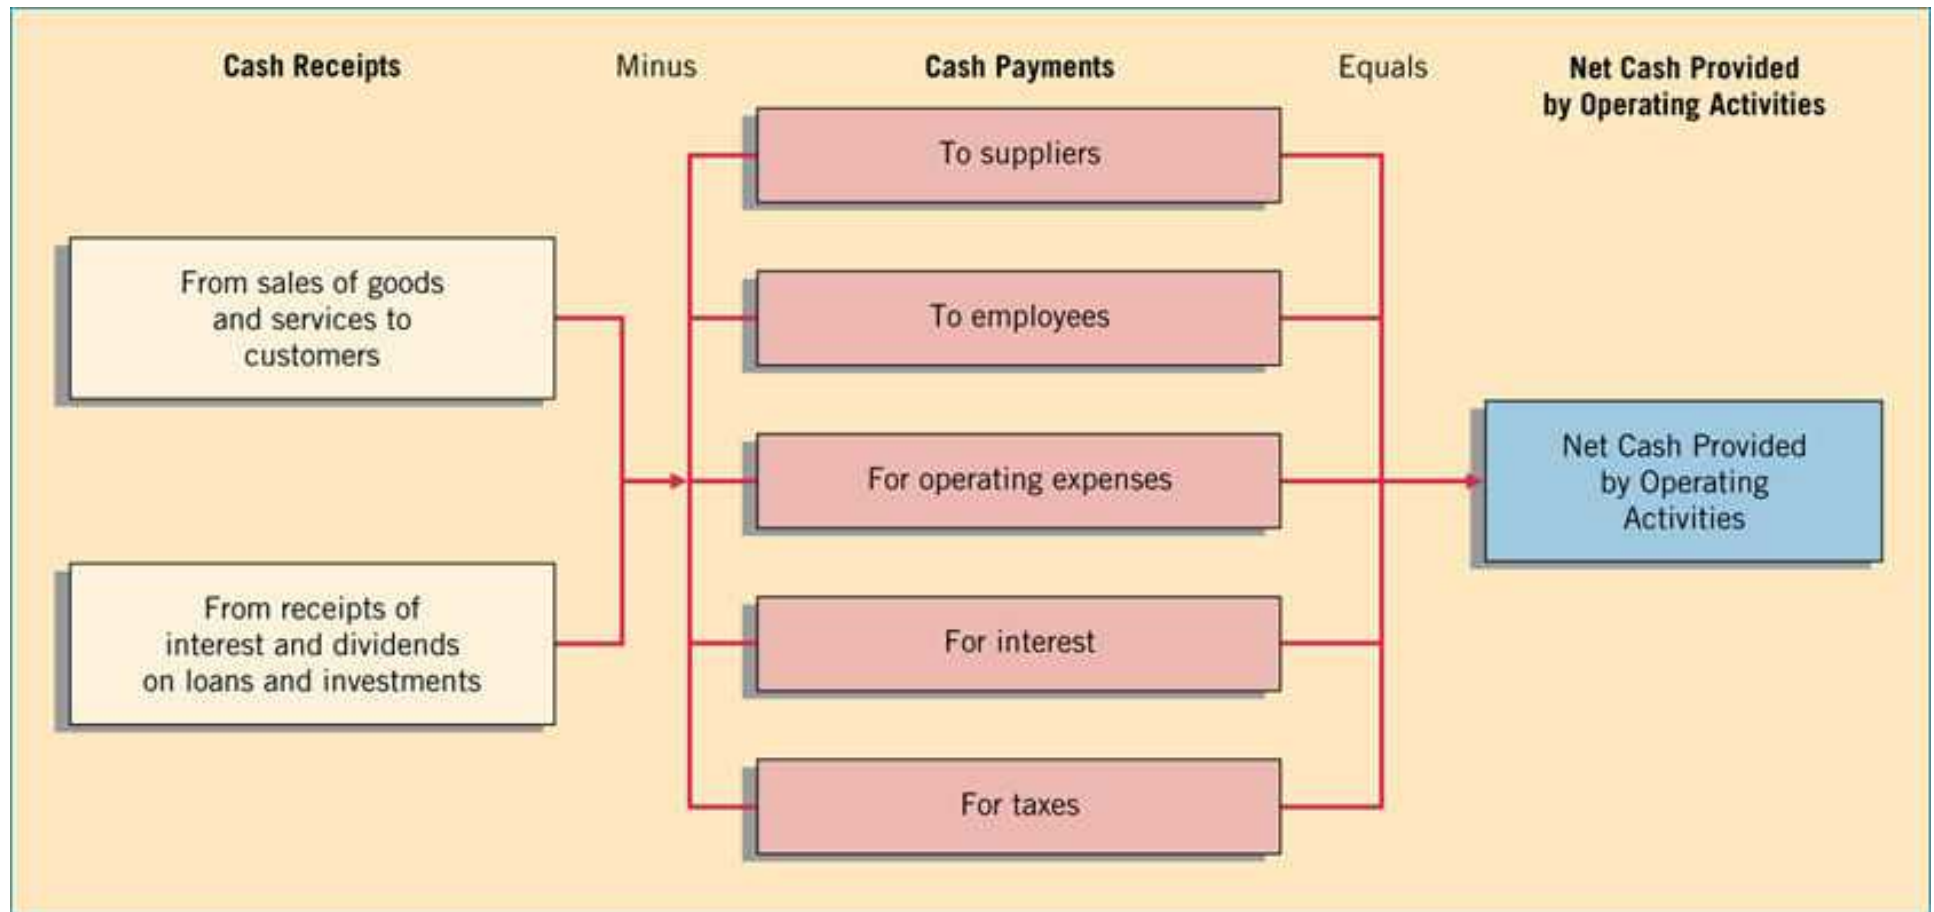 Cash Receipts
Minus
Cash Payments
Equals
Net Cash Provided
by Operating Activities
From sales of goods
and services to
customers
From receipts of
interest and dividends
on loans and investments
To suppliers
To employees
For operating expenses
For interest
For taxes
Net Cash Provided
by Operating
Activities